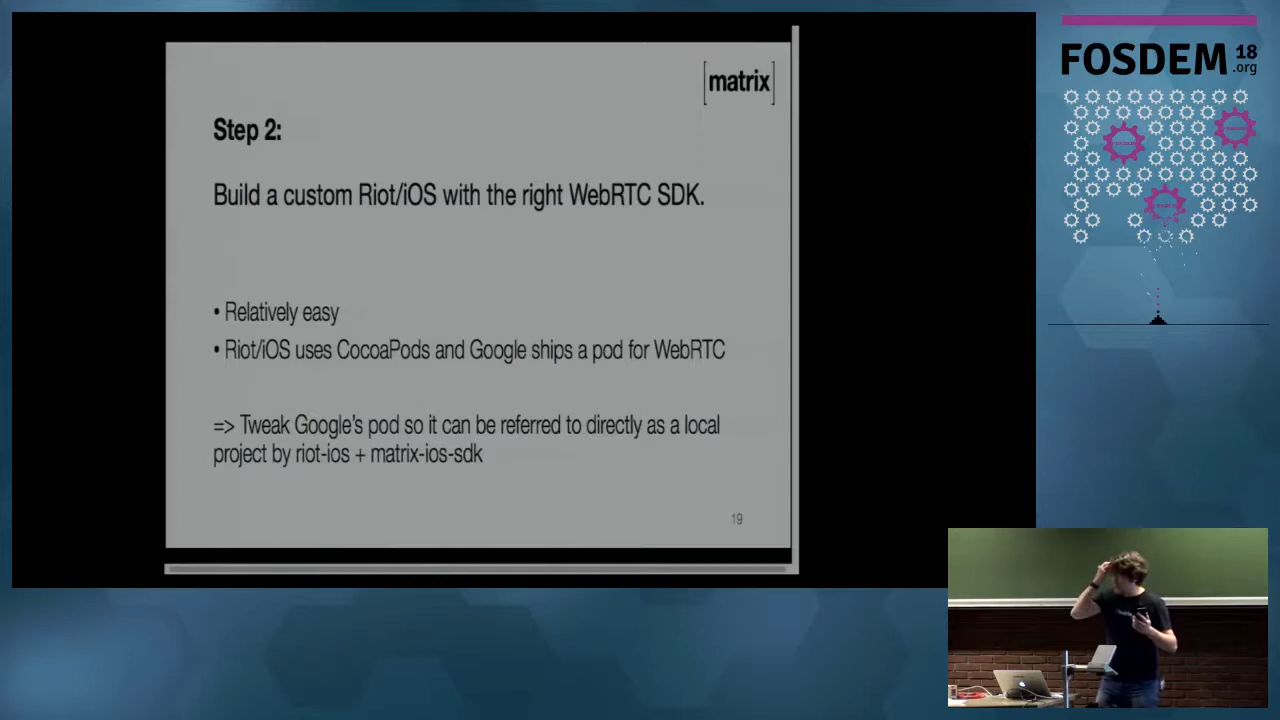 [matrix]
Step 2:
Build a custom Riot/iOS with the right WebRTC SDK.
• Relatively easy
• Riot/iOS uses CocoaPods and Google ships a pod for WebRTC
=> Tweak Google's pod so it can be referred to directly as a local
project by riot-ios + matrix-ios-sdk
19
FOSDEM 18
.org